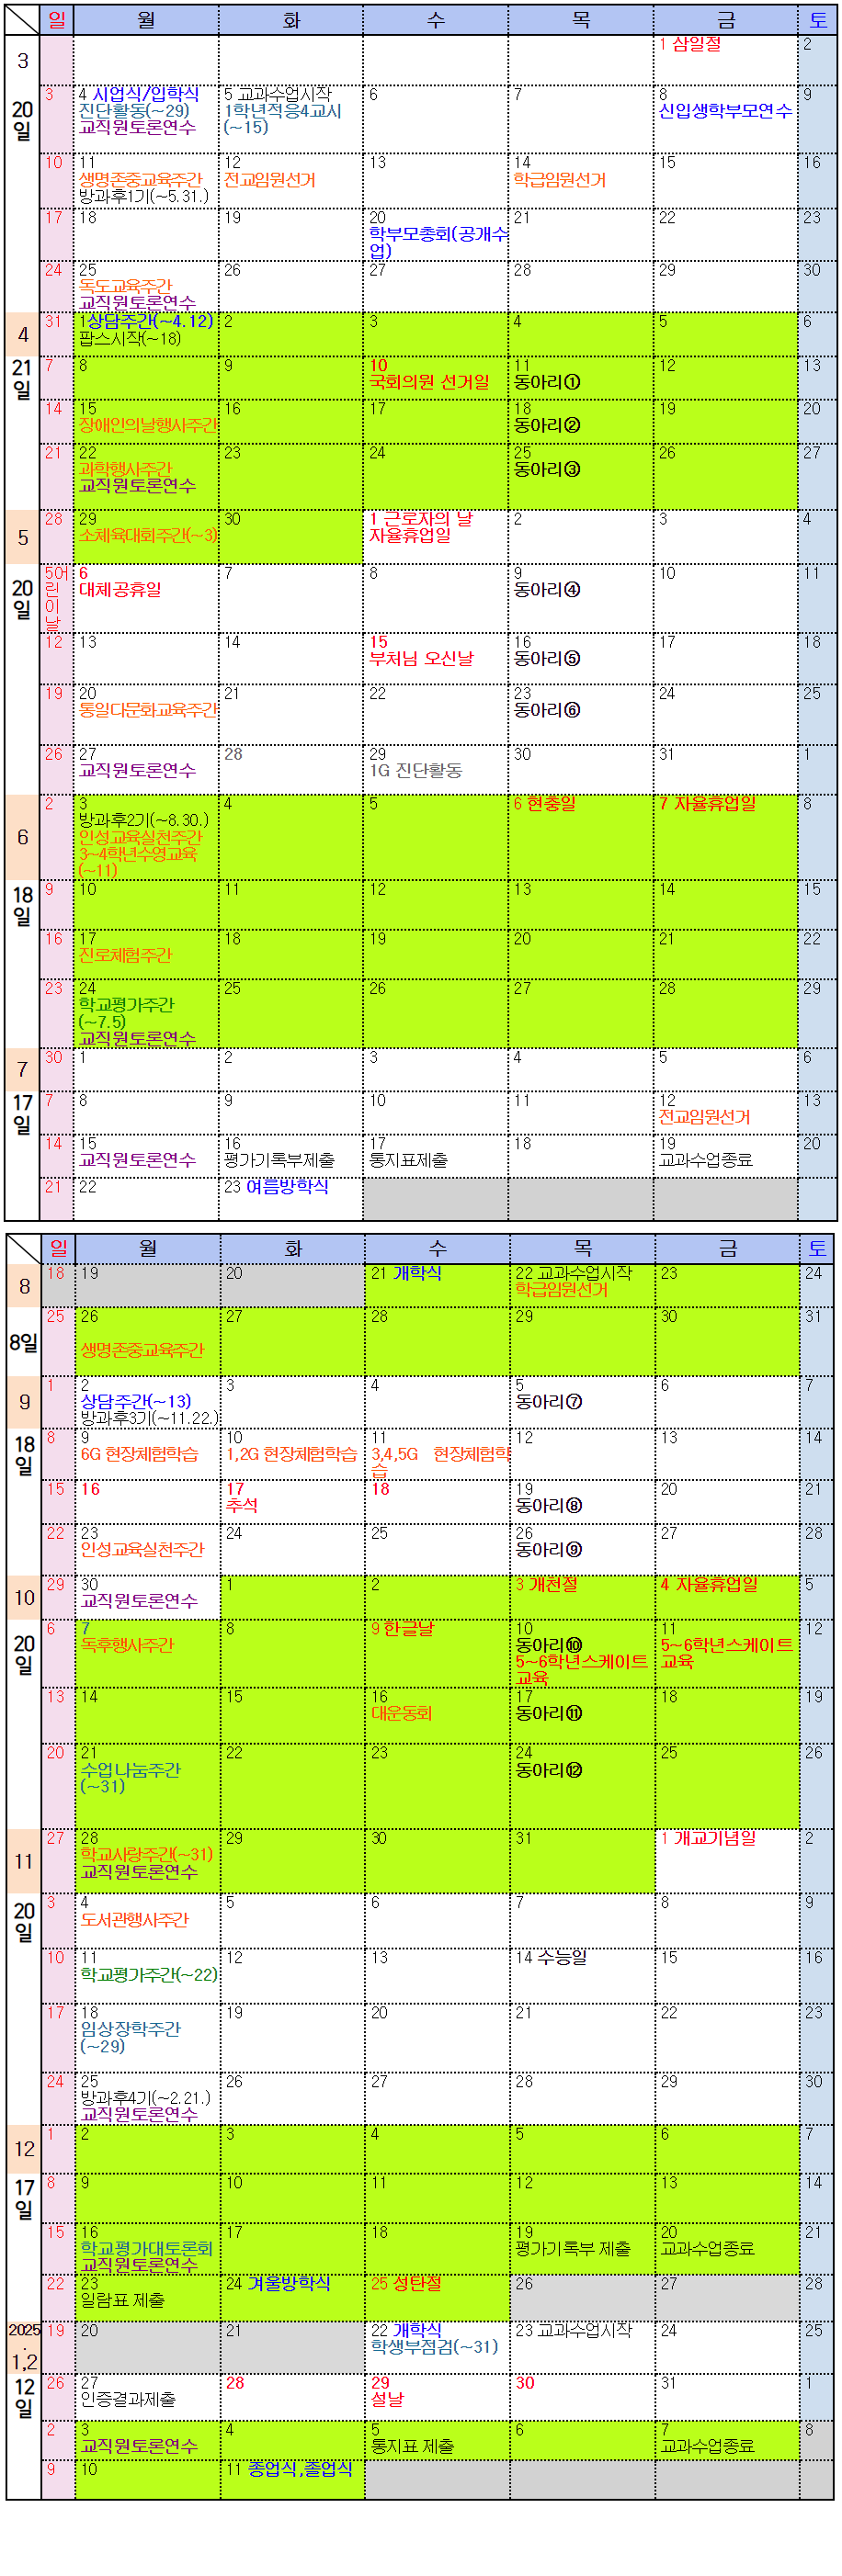 일 월 화 수 목 금 토
3 1 삼일절 2
20일 3 4 시업식/입학식 5 교과수업시작 6 7 8 9
진단활동(~29) 1학년적응4교시 신입생학부모연수
교직원토론연수 (~15)
10 11 12 13 14 15 16
생명존중교육주간 전교임원선거 학급임원선거
방과후1기(~5.31.)
17 18 19 20 21 22 23
학부모총회(공개수
업)
24 25 26 27 28 29 30
독도교육주간
교직원토론연수
4 31 1상담주간(~4.12) 2 3 4 5 6
팝스시작(~18)
21일 7 8 9 10 11 12 13
국회의원 선거일 동아리①
14 15 16 17 18 19 20
장애인의날행사주간 동아리②
21 22 23 24 25 26 27
과학행사주간 동아리③
교직원토론연수
5 28 29 30 1 근로자의 날 2 3 4
소체육대회주간(~3) 자율휴업일
20일 5어린이날 6 7 8 9 10 11
대체공휴일 동아리④
12 13 14 15 16 17 18
부처님 오신날 동아리⑤
19 20 21 22 23 24 25
통일다문화교육주간 동아리⑥
26 27 28 29 30 31 1
교직원토론연수 1G 진단활동
6 2 3 4 5 6 현충일 7 자율휴업일 8
방과후2기(~8.30.)
인성교육실천주간
3~4학년수영교육
(~11)
18일 9 10 11 12 13 14 15
16 17 18 19 20 21 22
진로체험주간
23 24 25 26 27 28 29
학교평가주간
(~7.5)
교직원토론연수
7 30 1 2 3 4 5 6
17일 7 8 9 10 11 12 13
전교임원선거
14 15 16 17 18 19 20
교직원토론연수 평가기록부제출 통지표제출 교과수업종료
21 22 23 여름방학식
일 월 화 수 목 금 토
8 18 19 20 21 개학식 22 교과수업시작 23 24
학급임원선거
8일 25 26 27 28 29 30 31
생명존중교육주간
9 1 2 3 4 5 6 7
상담주간(~13) 동아리⑦
방과후3기(~11.22.)
18일 8 9 10 11 12 13 14
6G 현장체험학습 1,2G 현장체험학습 3,4,5G 현장체험학
습
15 16 17 18 19 20 21
추석 동아리⑧
22 23 24 25 26 27 28
인성교육실천주간 동아리⑨
10 29 30 1 2 3 개천절 4 자율휴업일 5
교직원토론연수
20일 6 7 8 9 한글날 10 11 12
독후행사주간 동아리⑩ 5~6학년스케이트
5~6학년스케이트 교육
교육
13 14 15 16 17 18 19
대운동회 동아리⑪
20 21 22 23 24 25 26
수업나눔주간 동아리⑫
(~31)
11 27 28 29 30 31 1 개교기념일 2
학교사랑주간(~31)
교직원토론연수
20일 3 4 5 6 7 8 9
도서관행사주간
10 11 12 13 14 수능일 15 16
학교평가주간(~22)
17 18 19 20 21 22 23
임상장학주간
(~29)
24 25 26 27 28 29 30
방과후4기(~2.21.)
교직원토론연수
12 1 2 3 4 5 6 7
17일 8 9 10 11 12 13 14
15 16 17 18 19 20 21
학교평가대토론회 평가기록부 제출 교과수업종료
교직원토론연수
22 23 24 겨울방학식 25 성탄절 26 27 28
일람표 제출
2025. 1,2 19 20 21 22 개학식 23 교과수업시작 24 25
학생부점검(~31)
12일 26 27 28 29 30 31 1
인증결과제출 설날
2 3 4 5 6 7 8
교직원토론연수 통지표 제출 교과수업종료
9 10 11 종업식,졸업식